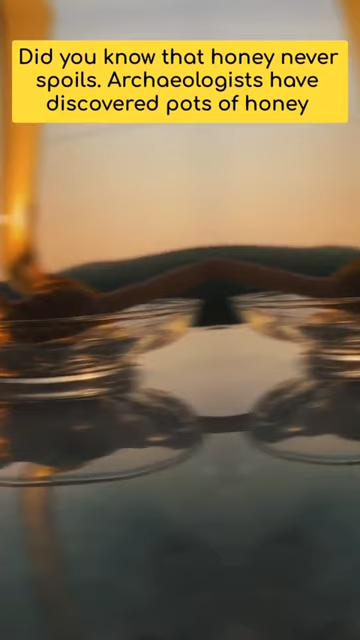 Did you know that honey never
spoils. Archaeologists have
discovered pots of honey